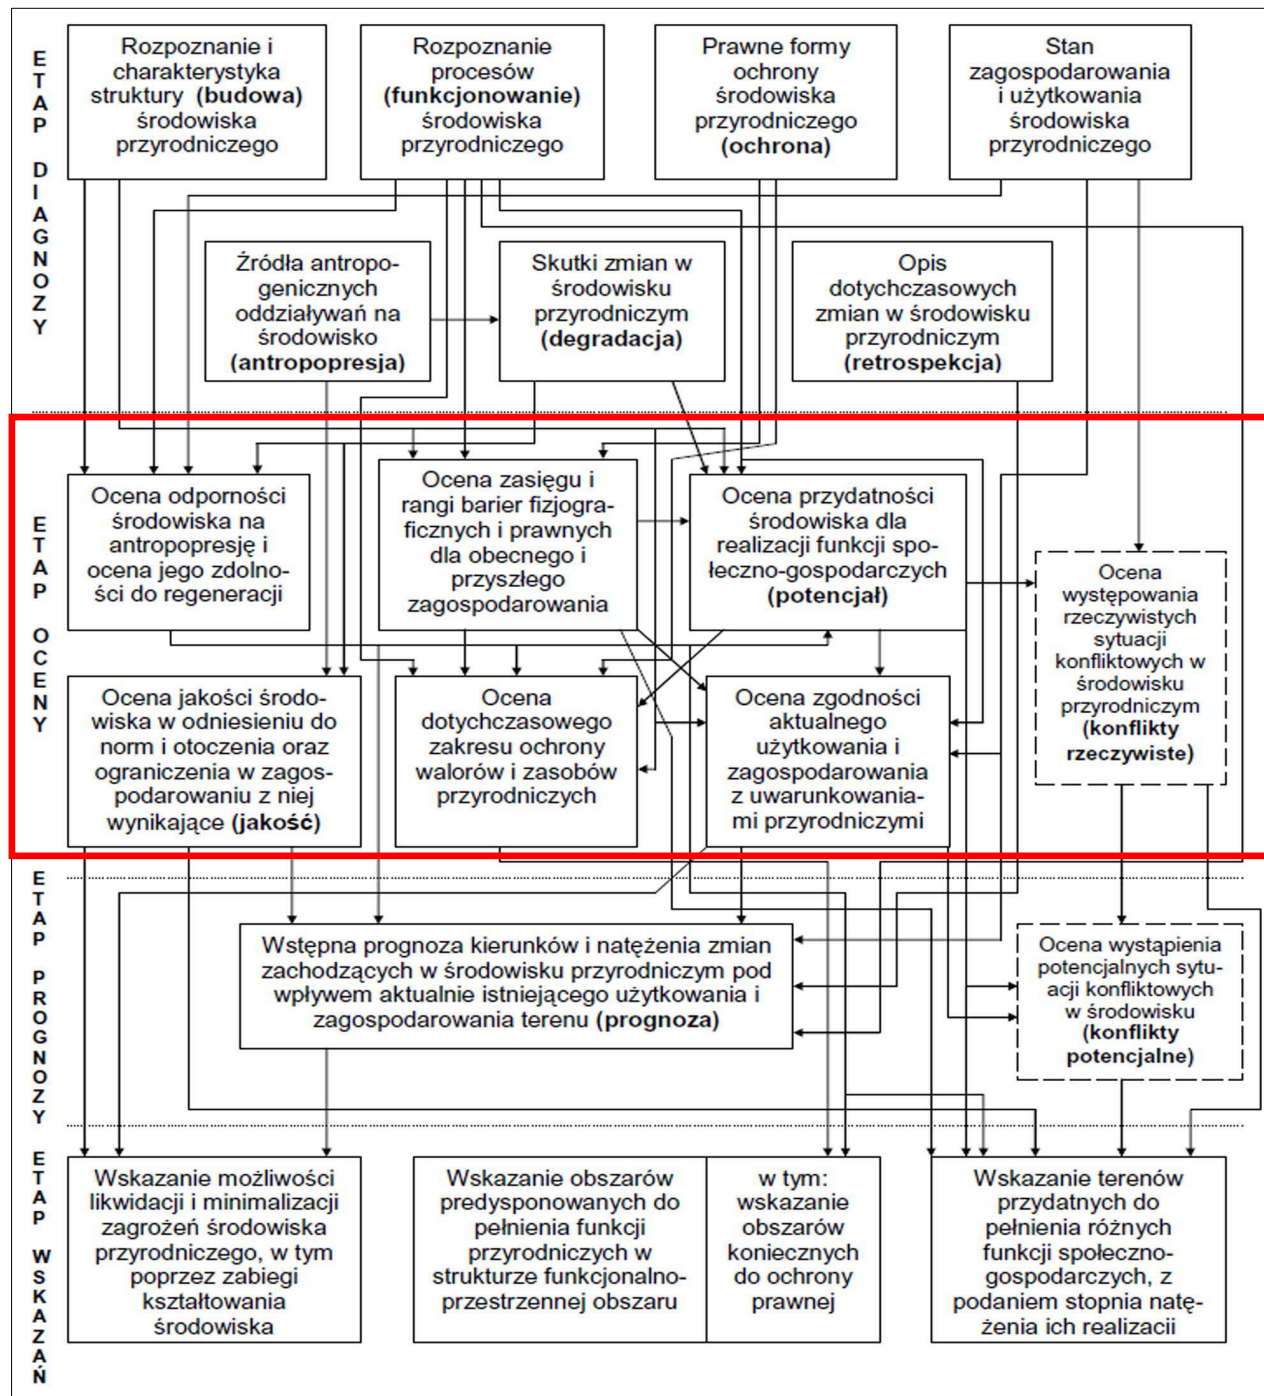 ETAP DIAGNOZY
Rozpoznanie i
charakterystyka
struktury (budowa)
środowiska
przyrodniczego
Rozpoznanie
procesów
(funkcjonowanie)
środowiska
przyrodniczego
Prawne formy
ochrony
środowiska
przyrodniczego
(ochrona)
Stan
zagospodarowania
i użytkowania
środowiska
przyrodniczego
Źródła antropo-
genicznych
oddziaływań na
środowisko
(antropopresja)
Skutki zmian w
środowisku
przyrodniczym
(degradacja)
Opis
dotychczasowych
zmian w środowisku
przyrodniczym
(retrospekcja)
ETAP OCENY
Ocena odporności
środowiska na
antropopresję i
ocena jego zdolno-
ści do regeneracji
Ocena zasięgu i
rangi barier fizjogra-
ficznych i prawnych
dla obecnego i
przyszłego
zagospodarowania
Ocena przydatności
środowiska dla
realizacji funkcji spo-
łeczno-gospodarczych
(potencjał)
Ocena
występowania
rzeczywistych
sytuacji
konfliktowych w
środowisku
przyrodniczym
(konflikty
rzeczywiste)
Ocena jakości środo-
wiska w odniesieniu do
norm i otoczenia oraz
ograniczenia w zagos-
podarowaniu z niej
wynikające (jakość)
Ocena
dotychczasowego
zakresu ochrony
walorów i zasobów
przyrodniczych
Ocena zgodności
aktualnego
użytkowania i
zagospodarowania
z uwarunkowania-
mi przyrodniczymi
ETAP PROGNOZY
Wstępna prognoza kierunków i natężenia zmian
zachodzących w środowisku przyrodniczym pod
wpływem aktualnie istniejącego użytkowania i
zagospodarowania terenu (prognoza)
Ocena wystąpienia
potencjalnych sytu-
acji konfliktowych
w środowisku
(konflikty
potencjalne)
ETAP WSKAZAŃ
Wskazanie możliwości
likwidacji i minimalizacji
zagrożeń środowiska
przyrodniczego, w tym
poprzez zabiegi
kształtowania
środowiska
Wskazanie obszarów
predysponowanych do
pełnienia funkcji
przyrodniczych w
strukturze funkcjonalno-
przestrzennej obszaru
w tym:
wskazanie
obszarów
koniecznych
do ochrony
prawnej
Wskazanie terenów
przydatnych do
pełnienia różnych
funkcji społeczno-
gospodarczych, z
podaniem stopnia natę-
żenia ich realizacji